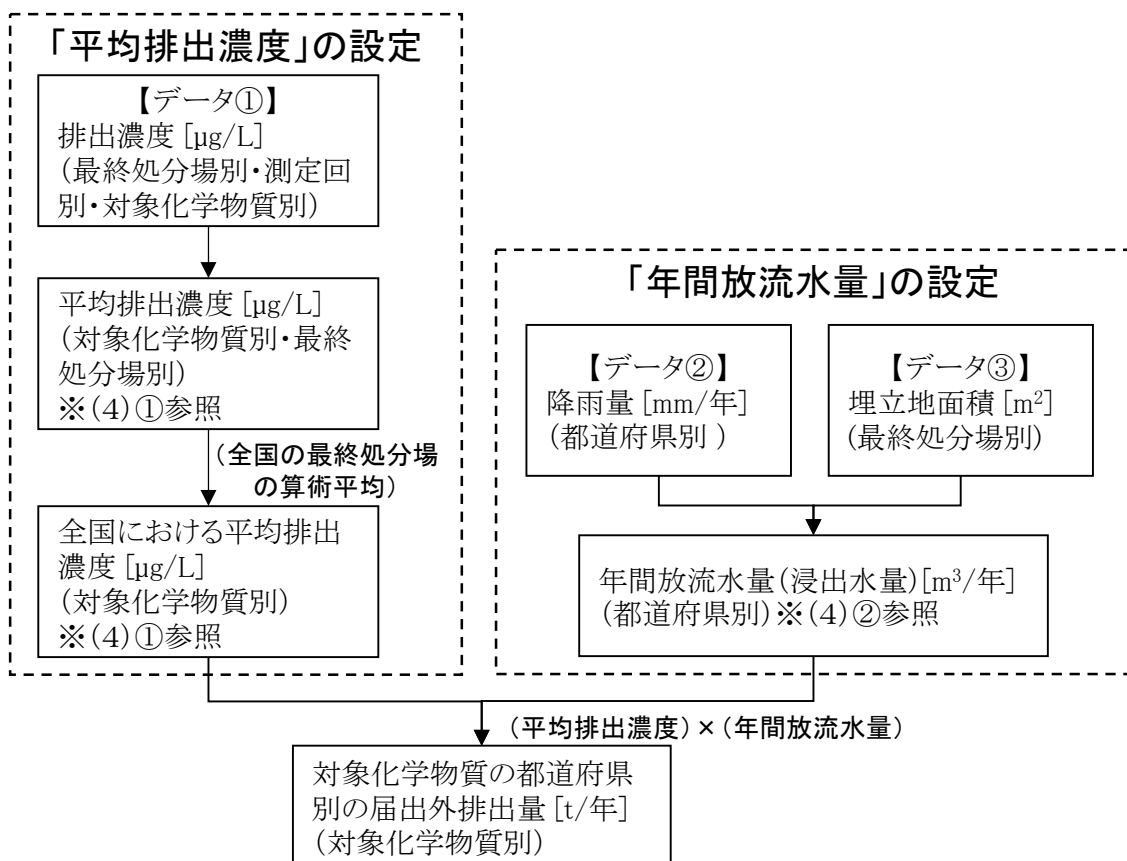 「平均排出濃度」の設定
【データ①】
排出濃度[µg/L]
(最終処分場別・測定回
別・対象化学物質別)
平均排出濃度[µg/L]
(対象化学物質別・最終
処分場別)
※(4)①参照
(全国の最終処分場
の算術平均)
全国における平均排出
濃度[µg/L]
(対象化学物質別)
※(4)①参照
「年間放流水量」の設定
【データ②】
降雨量[mm/年]
(都道府県別 )
【データ③】
埋立地面積[m²]
(最終処分場別)
年間放流水量(浸出水量)[m³/年]
(都道府県別)※(4)②参照
(平均排出濃度)×(年間放流水量)
対象化学物質の都道府県
別の届出外排出量[t/年]
(対象化学物質別)